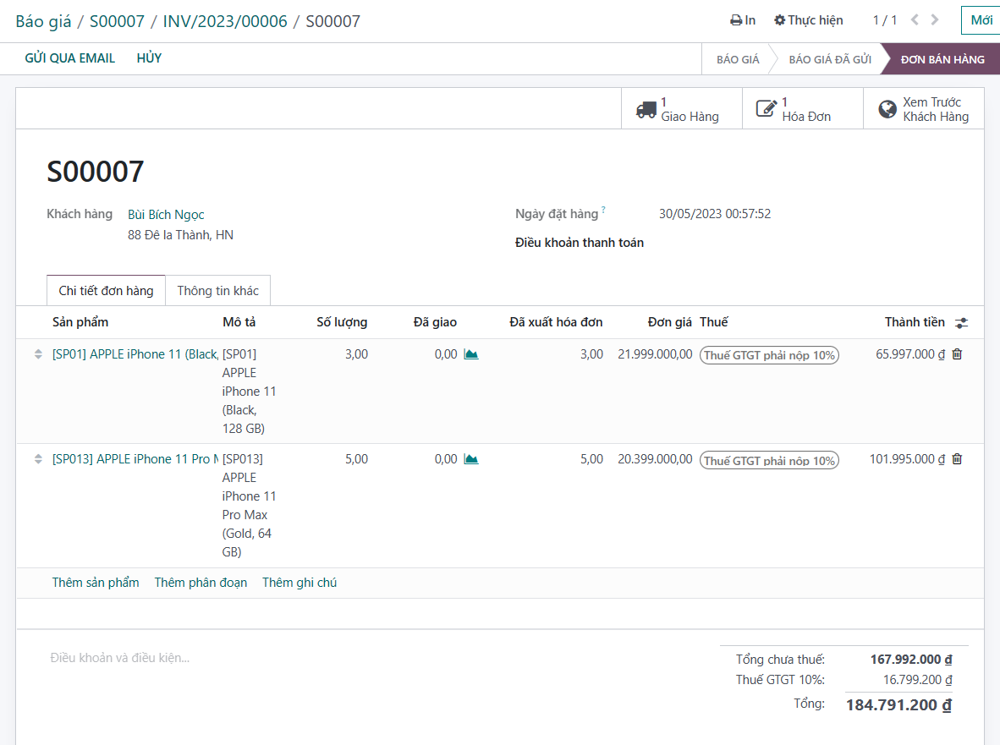 Báo giá / S00007 / INV/2023/00006 / S00007
In Thực hiện 1 / 1 Mới
GỬI QUA EMAIL HỦY
BÁO GIÁ BÁO GIÁ ĐÃ GỬI ĐƠN BÁN HÀNG
1
Giao Hàng
1
Hóa Đơn
Xem Trước
Khách Hàng
S00007
Khách hàng Bùi Bích Ngọc
88 Đê la Thành, HN
Ngày đặt hàng ? 30/05/2023 00:57:52
Điều khoản thanh toán
Chi tiết đơn hàng Thông tin khác
Sản phẩm Mô tả Số lượng Đã giao Đã xuất hóa đơn Đơn giá Thuế Thành tiền
[SP01] APPLE iPhone 11 (Black, [SP01] 3,00 0,00 3,00 21.999.000,00 Thuế GTGT phải nộp 10% 65.997.000 ₫
APPLE
iPhone 11
(Black,
128 GB)
[SP013] APPLE iPhone 11 Pro M [SP013] 5,00 0,00 5,00 20.399.000,00 Thuế GTGT phải nộp 10% 101.995.000 ₫
APPLE
iPhone 11
Pro Max
(Gold, 64
GB)
Thêm sản phẩm Thêm phân đoạn Thêm ghi chú
Điều khoản và điều kiện...
Tổng chưa thuế: 167.992.000 ₫
Thuế GTGT 10%: 16.799.200 ₫
Tổng: 184.791.200 ₫